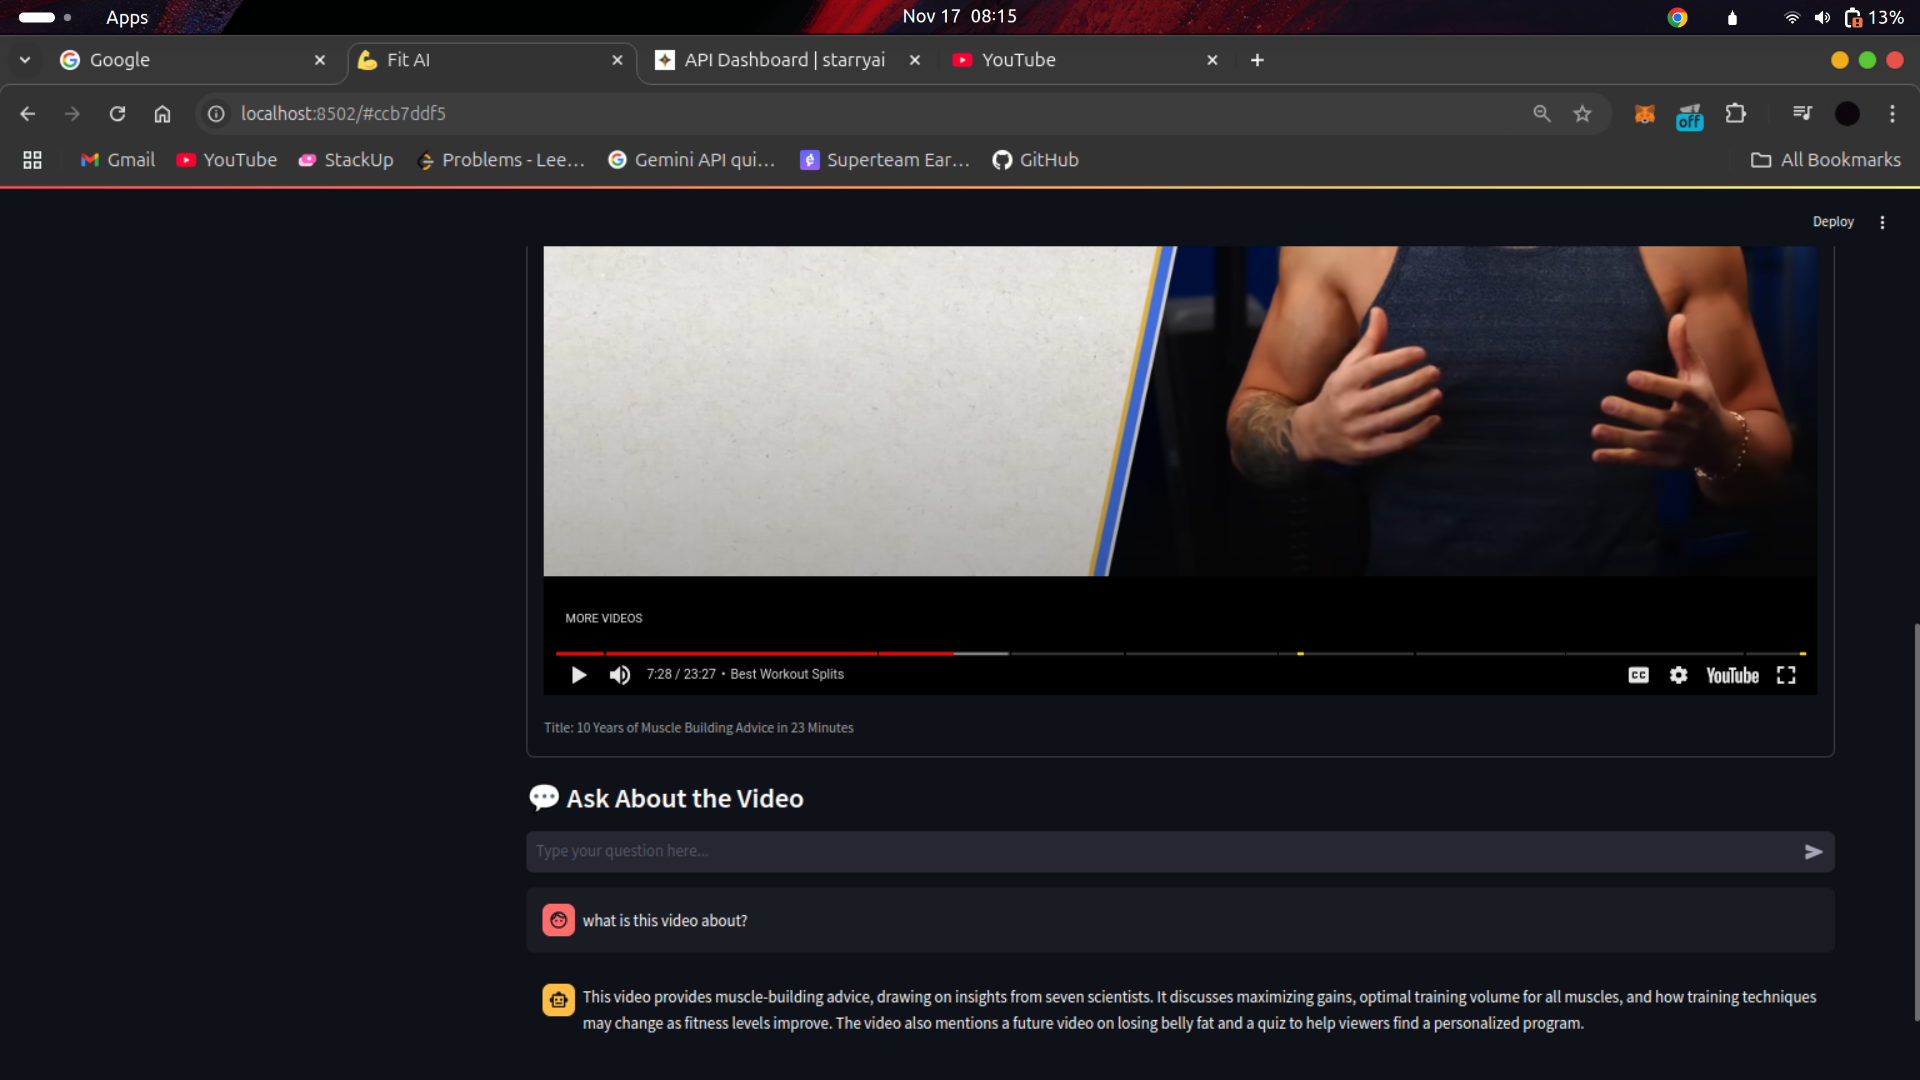 Apps
Nov 17 08:15
13%
Google
Fit AI
API Dashboard | starryai
YouTube
localhost:8502/#ccb7ddf5
off
Gmail
YouTube
StackUp
Problems - Lee...
Gemini API qui...
Superteam Ear...
GitHub
All Bookmarks
Deploy
MORE VIDEOS
7:28 / 23:27 • Best Workout Splits
CC
YouTube
Title: 10 Years of Muscle Building Advice in 23 Minutes
Ask About the Video
Type your question here...
what is this video about?
This video provides muscle-building advice, drawing on insights from seven scientists. It discusses maximizing gains, optimal training volume for all muscles, and how training techniques
may change as fitness levels improve. The video also mentions a future video on losing belly fat and a quiz to help viewers find a personalized program.